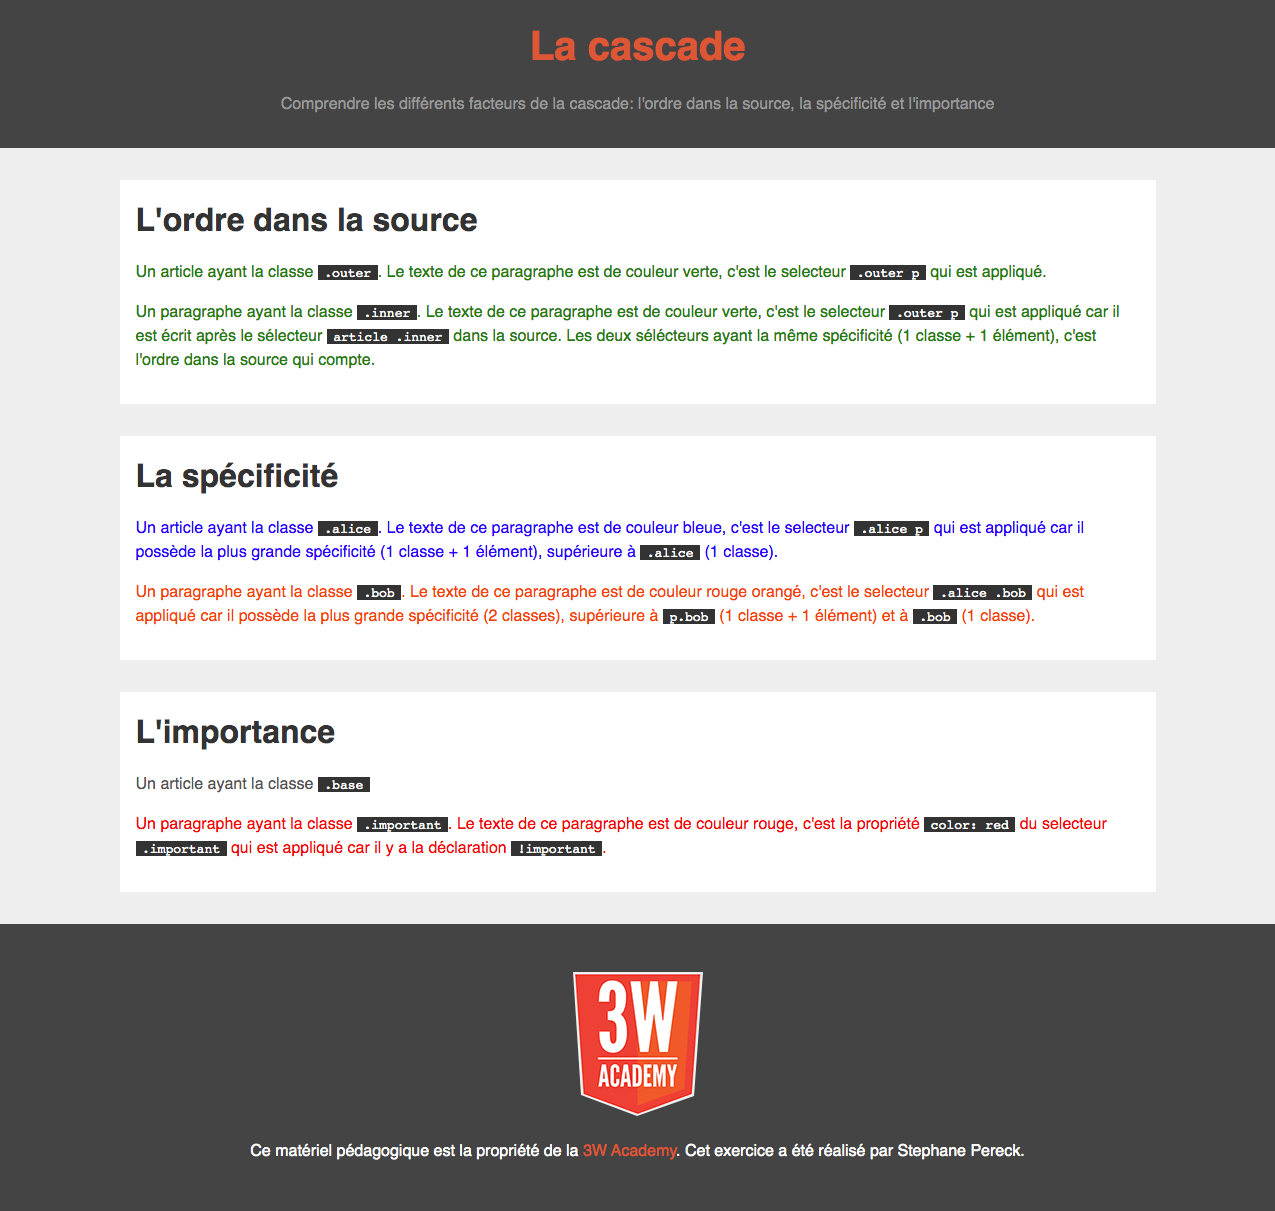 La cascade
Comprendre les différents facteurs de la cascade: l'ordre dans la source, la spécificité et l'importance
L'ordre dans la source
Un article ayant la classe .outer. Le texte de ce paragraphe est de couleur verte, c'est le selecteur .outer p qui est appliqué.
Un paragraphe ayant la classe .inner. Le texte de ce paragraphe est de couleur verte, c'est le selecteur .outer p qui est appliqué car il
est écrit après le sélecteur article .inner dans la source. Les deux sélécteurs ayant la même spécificité (1 classe + 1 élément), c'est
l'ordre dans la source qui compte.
La spécificité
Un article ayant la classe .alice. Le texte de ce paragraphe est de couleur bleue, c'est le selecteur .alice p qui est appliqué car il
possède la plus grande spécificité (1 classe + 1 élément), supérieure à .alice (1 classe).
Un paragraphe ayant la classe .bob. Le texte de ce paragraphe est de couleur rouge orangé, c'est le selecteur .alice .bob qui est
appliqué car il possède la plus grande spécificité (2 classes), supérieure à p.bob (1 classe + 1 élément) et à .bob (1 classe).
L'importance
Un article ayant la classe .base
Un paragraphe ayant la classe .important. Le texte de ce paragraphe est de couleur rouge, c'est la propriété color: red du selecteur
.important qui est appliqué car il y a la déclaration !important.
3W
ACADEMY
Ce matériel pédagogique est la propriété de la 3W Academy. Cet exercice a été réalisé par Stephane Pereck.